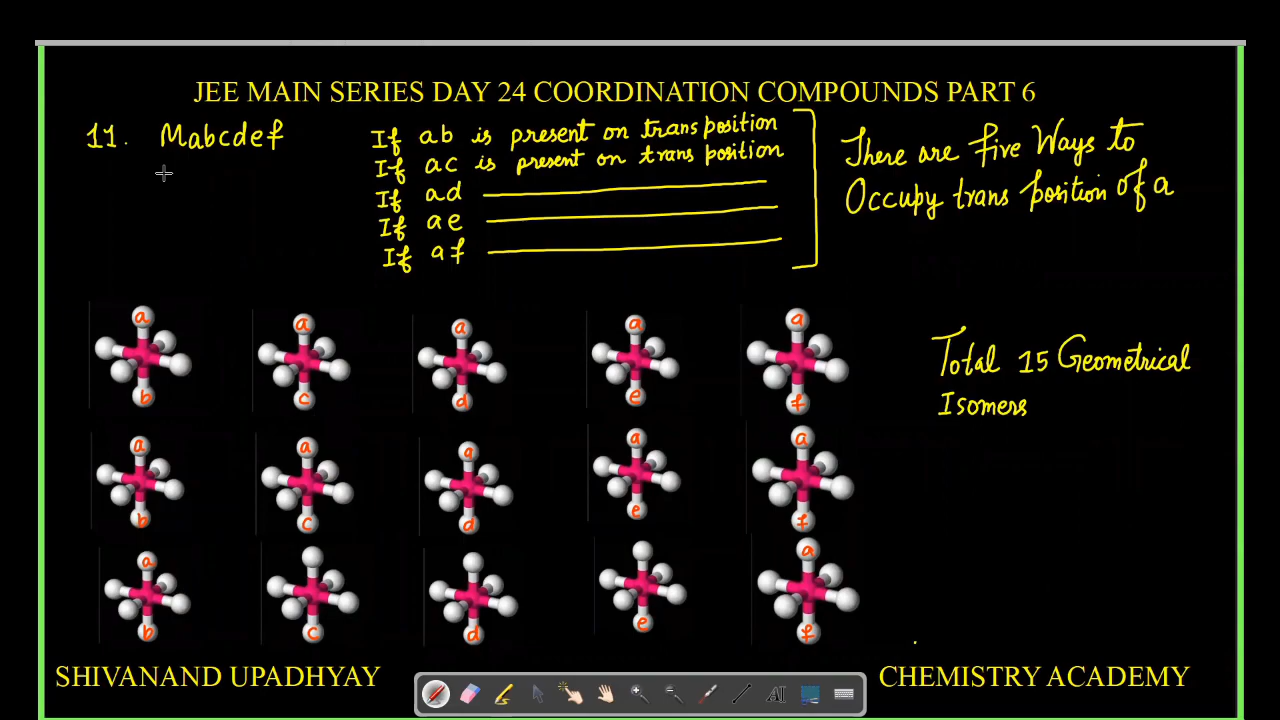 JEE MAIN SERIES DAY 24 COORDINATION COMPOUNDS PART 6
11. Mabcdef
If ab is present on trans position
If ac is present on trans position
If ad
If ae
If af
There are five Ways to
Occupy trans position of a
a a a a a
b c d e f
Total 15 Geometrical
Isomers
a a a a a
b c d e f
a a
b c d e f
SHIVANAND UPADHYAY
CHEMISTRY ACADEMY
AI